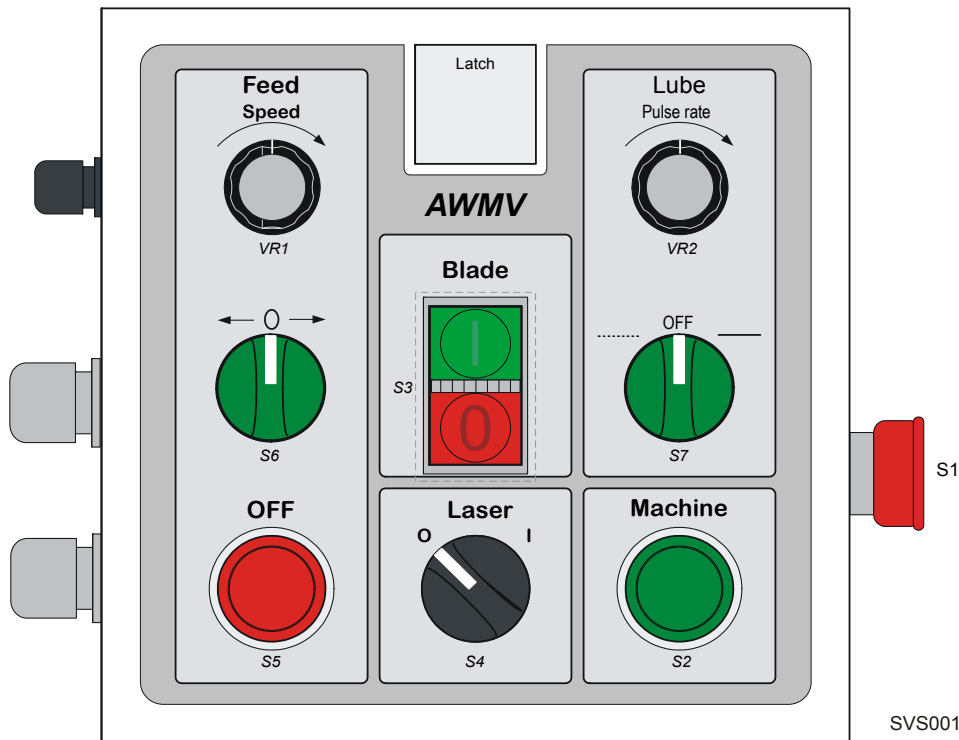 Latch
Feed
Speed
VR1
AWMV
Lube
Pulse rate
VR2
Blade
I
0
S3
O
S6
OFF
S7
S1
OFF
S5
Laser
O I
S4
Machine
S2
SVS001